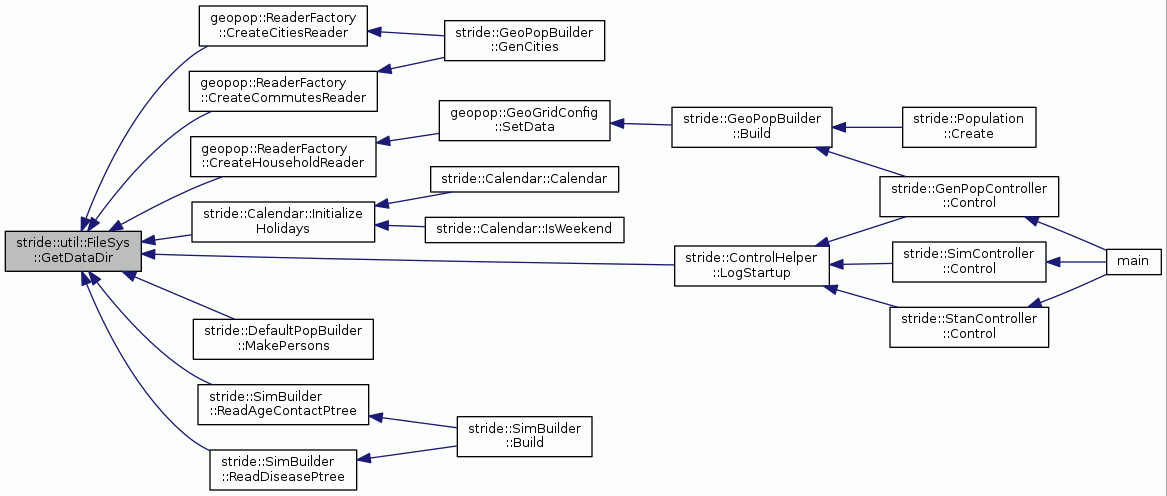 geopop::ReaderFactory
::CreateCitiesReader
stride::GeoPopBuilder
::GenCities
geopop::ReaderFactory
::CreateCommutesReader
geopop::GeoGridConfig
::SetData
stride::GeoPopBuilder
::Build
stride::Population
::Create
geopop::ReaderFactory
::CreateHouseholdReader
stride::Calendar::Calendar
stride::GenPopController
::Control
stride::Calendar::Initialize
Holidays
stride::Calendar::IsWeekend
stride::util::FileSys
::GetDataDir
stride::ControlHelper
::LogStartup
stride::SimController
::Control
main
stride::StanController
::Control
stride::DefaultPopBuilder
::MakePersons
stride::SimBuilder
::ReadAgeContactPtree
stride::SimBuilder
::Build
stride::SimBuilder
::ReadDiseasePtree